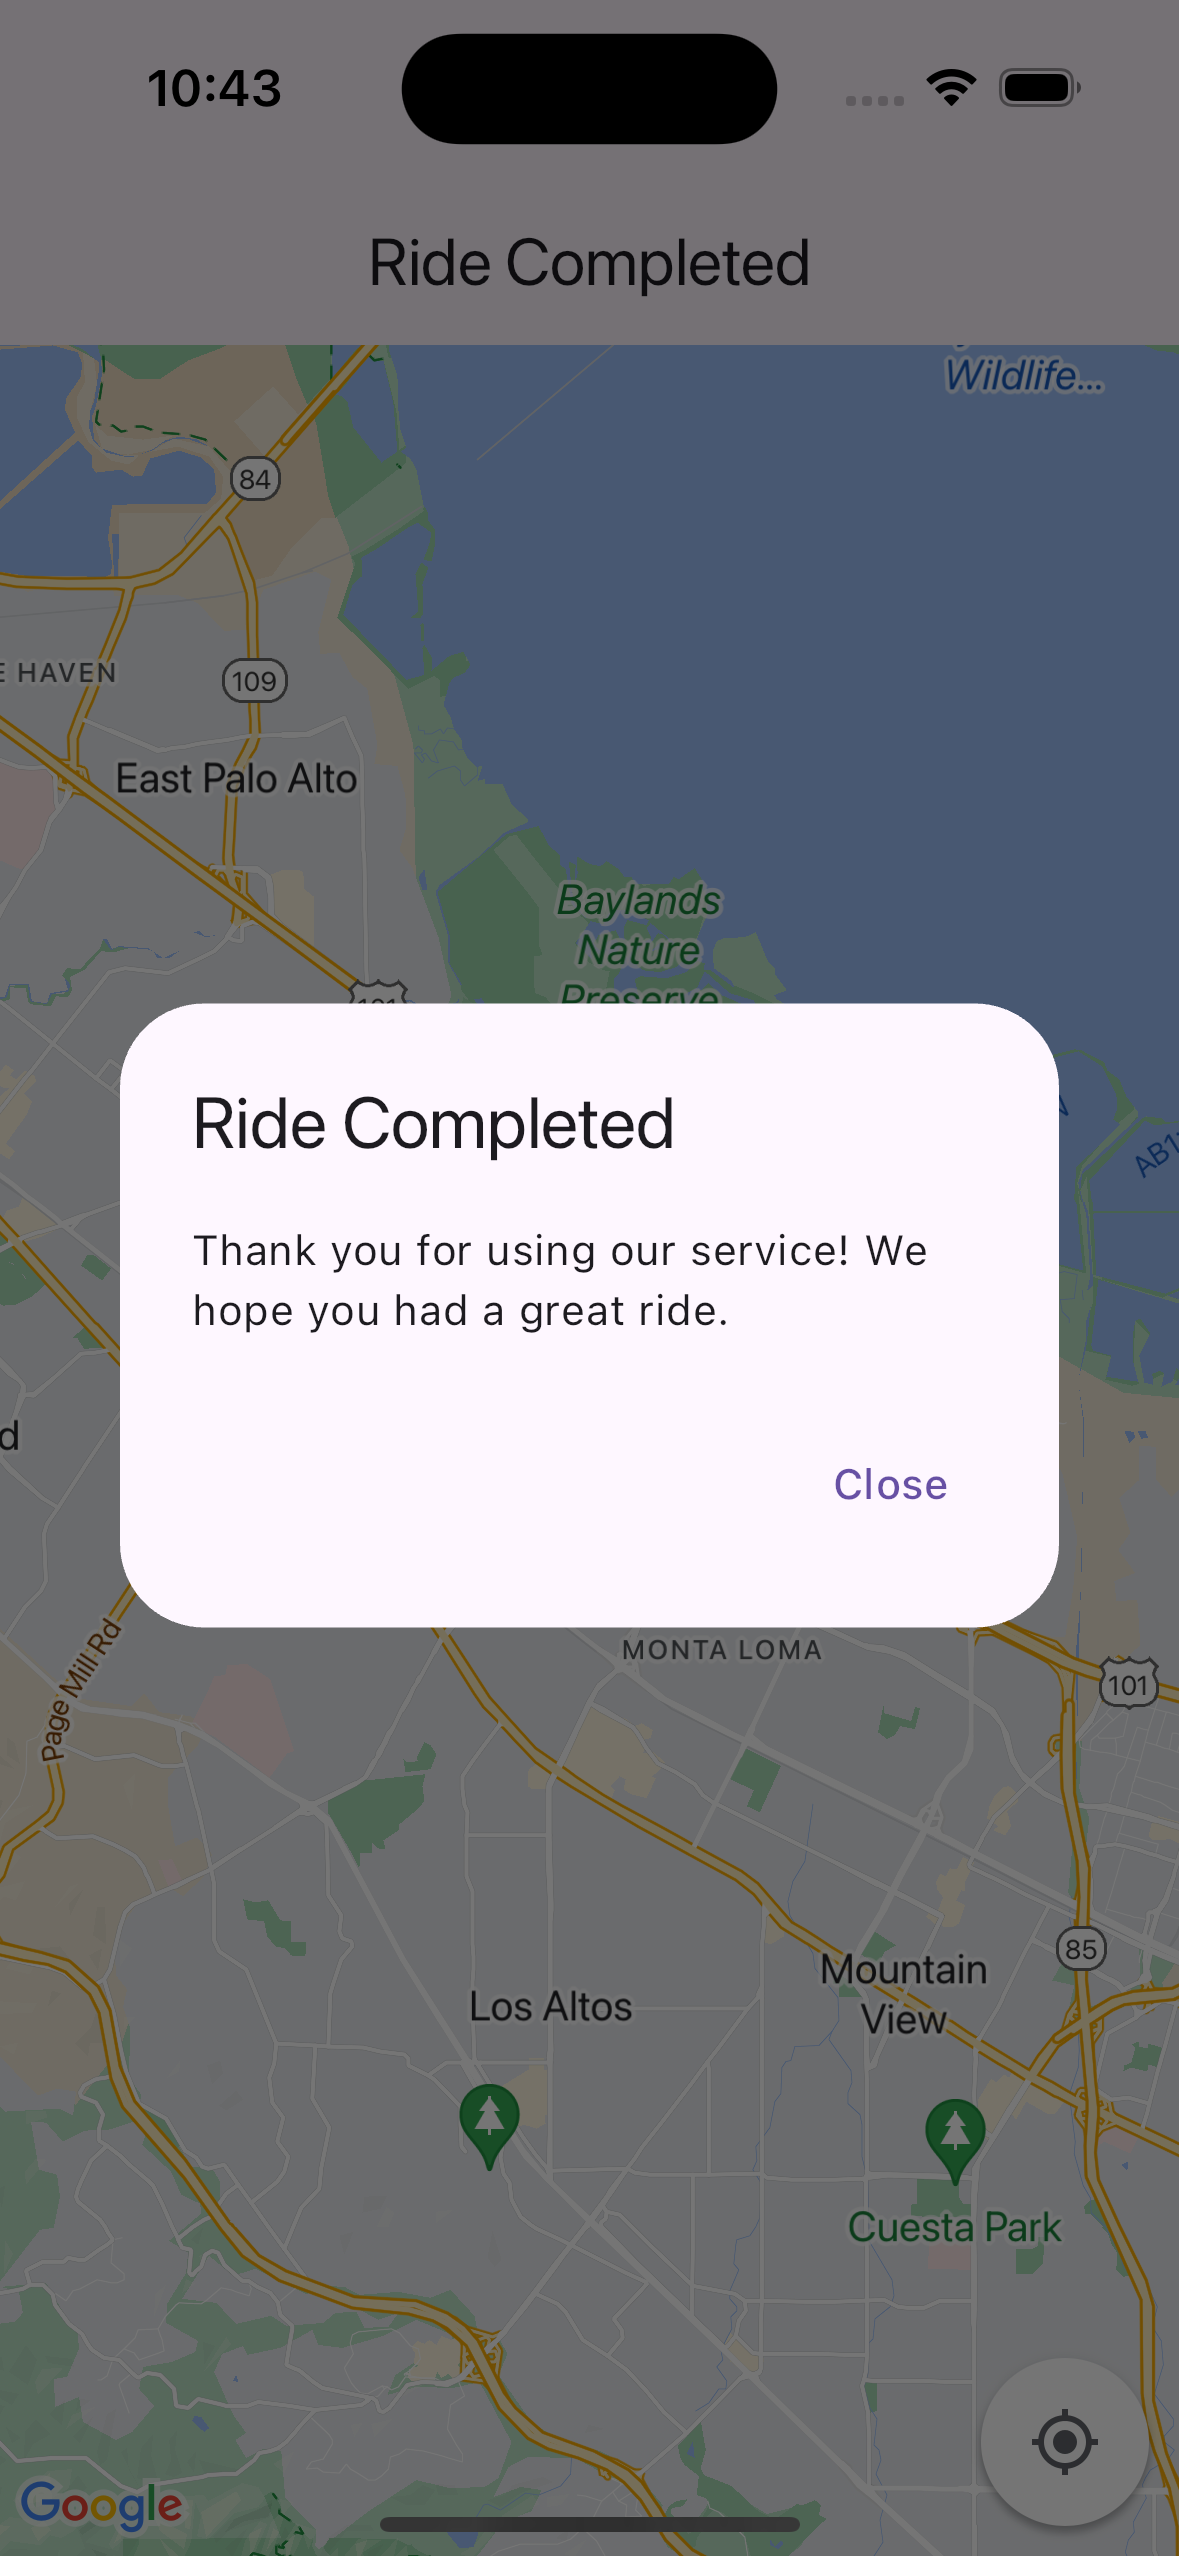 10:43
Ride Completed
Wildlife...
84
E HAVEN
109
East Palo Alto
Baylands
Nature
Preserve
101
Ride Completed
Thank you for using our service! We
hope you had a great ride.
Close
d
MONTA LOMA
Page Mill Rd
101
85
Mountain
View
Los Altos
Cuesta Park
Google